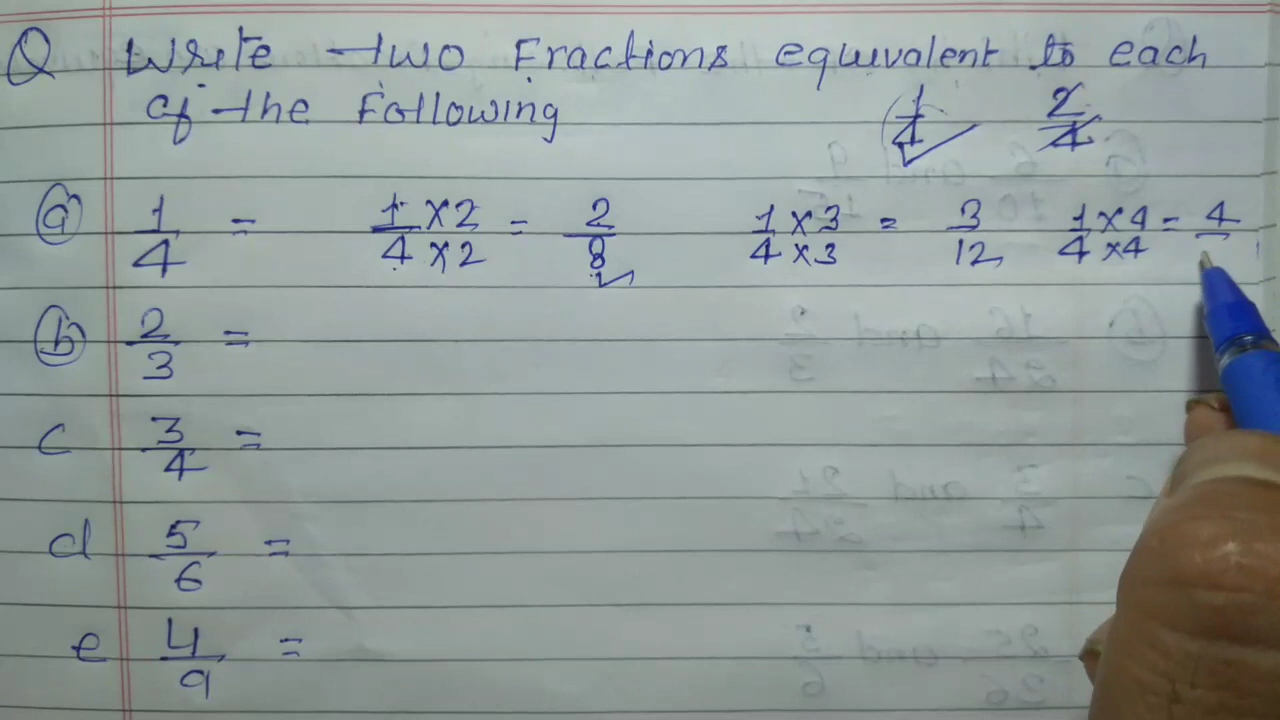 Q Write two Fractions equivalent to each
of the Following
1/4 2/4
(a) 1/4 = 1×2/4×2 = 2/8 1×3/4×3 = 3/12 1×4/4×4 = 4/
(b) 2/3 =
c 3/4 =
d 5/6 =
e 4/9 =